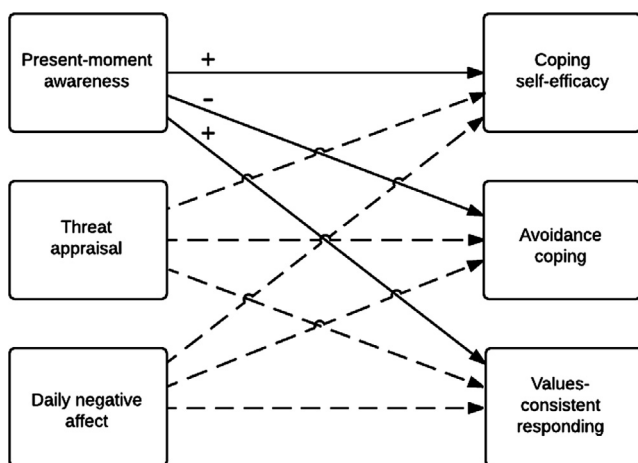 Present-moment
awareness
+
-
+
Coping
self-efficacy
Threat
appraisal
Avoidance
coping
Daily negative
affect
Values-
consistent
responding